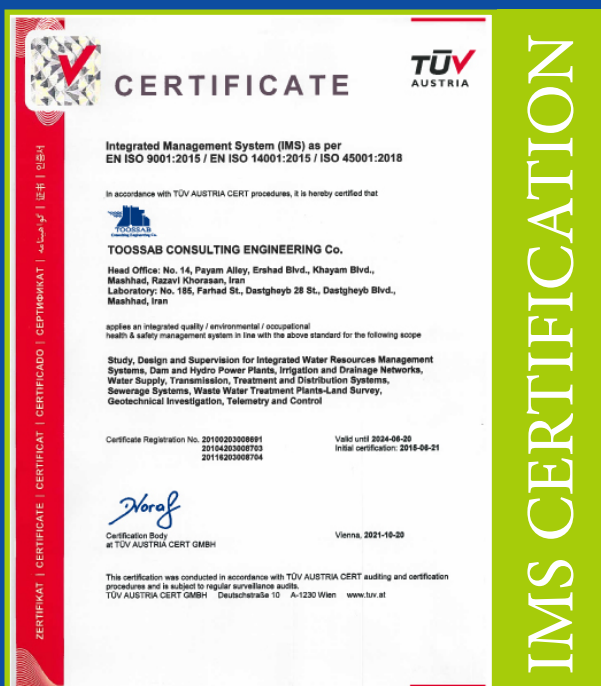 CERTIFICATE
TÜV
AUSTRIA
Integrated Management System (IMS) as per
EN ISO 9001:2015 / EN ISO 14001:2015 / ISO 45001:2018
In accordance with TÜV AUSTRIA CERT procedures, it is hereby certified that
TOOSSAB
Consulting Engineering Co.
TOOSSAB CONSULTING ENGINEERING Co.
Head Office: No. 14, Payam Alley, Ershad Blvd., Khayam Blvd.,
Mashhad, Razavi Khorasan, Iran
Laboratory: No. 185, Farhad St., Dastgheyb 28 St., Dastgheyb Blvd.,
Mashhad, Iran
applies an integrated quality / environmental / occupational
health & safety management system in line with the above standard for the following scope
Study, Design and Supervision for Integrated Water Resources Management
Systems, Dam and Hydro Power Plants, Irrigation and Drainage Networks,
Water Supply, Transmission, Treatment and Distribution Systems,
Sewerage Systems, Waste Water Treatment Plants-Land Survey,
Geotechnical Investigation, Telemetry and Control
Certificate Registration No. 20100203008691
20104203008703
20116203008704
Valid until 2024-06-20
Initial certification: 2015-06-21
Certification Body
at TÜV AUSTRIA CERT GMBH
Vienna, 2021-10-20
This certification was conducted in accordance with TÜV AUSTRIA CERT auditing and certification
procedures and is subject to regular surveillance audits.
TÜV AUSTRIA CERT GMBH Deutschstraße 10 A-1230 Wien www.tuv.at
ZERTIFIKAT | CERTIFICATE | CERTIFICAT | CERTIFICADO | СЕРТИФИКАТ | گواهینامه | 证书 | 인증서
IMS CERTIFICATION